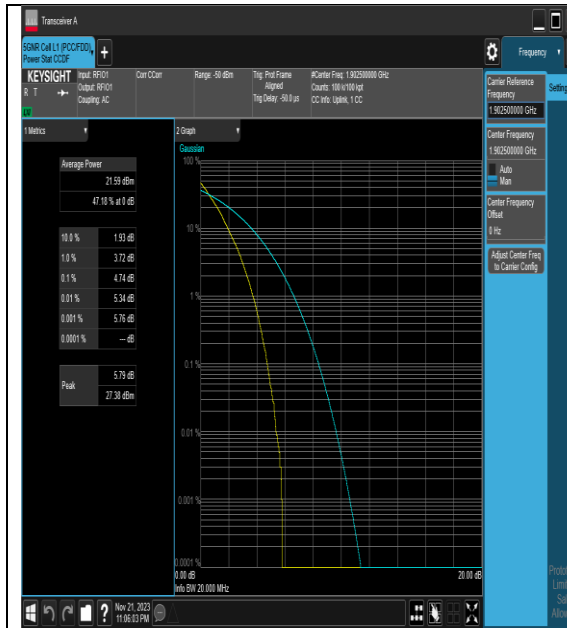 Transceiver A
5GNR Cell L1 (PCC/FDD)
Power Stat CCDF
+
Frequency
KEYSIGHT
R T
LV
Input: RFIO1
Output: RFIO1
Coupling: AC
Corr CCorr
Range: -50 dBm
Trig: Prot Frame
Aligned
Trig Delay: -50.0 µs
#Center Freq: 1.902500000 GHz
Counts: 100 k/100 kpt
CC Info: Uplink, 1 CC
Carrier Reference
Frequency
1.902500000 GHz
Setting
Center Frequency
1.902500000 GHz
Auto
Man
Center Frequency
Offset
0 Hz
Adjust Center Freq
to Carrier Config
1 Metrics
Average Power
21.59 dBm
47.18 % at 0 dB
10.0 % 1.93 dB
1.0 % 3.72 dB
0.1 % 4.74 dB
0.01 % 5.34 dB
0.001 % 5.76 dB
0.0001 % --- dB
Peak
5.79 dB
27.38 dBm
2 Graph
Gaussian
100 %
10 %
1 %
0.1 %
0.01 %
0.001 %
0.0001 %
0.00 dB
20.00 dB
Info BW 20.000 MHz
?
Nov 21, 2023
11:06:03 PM